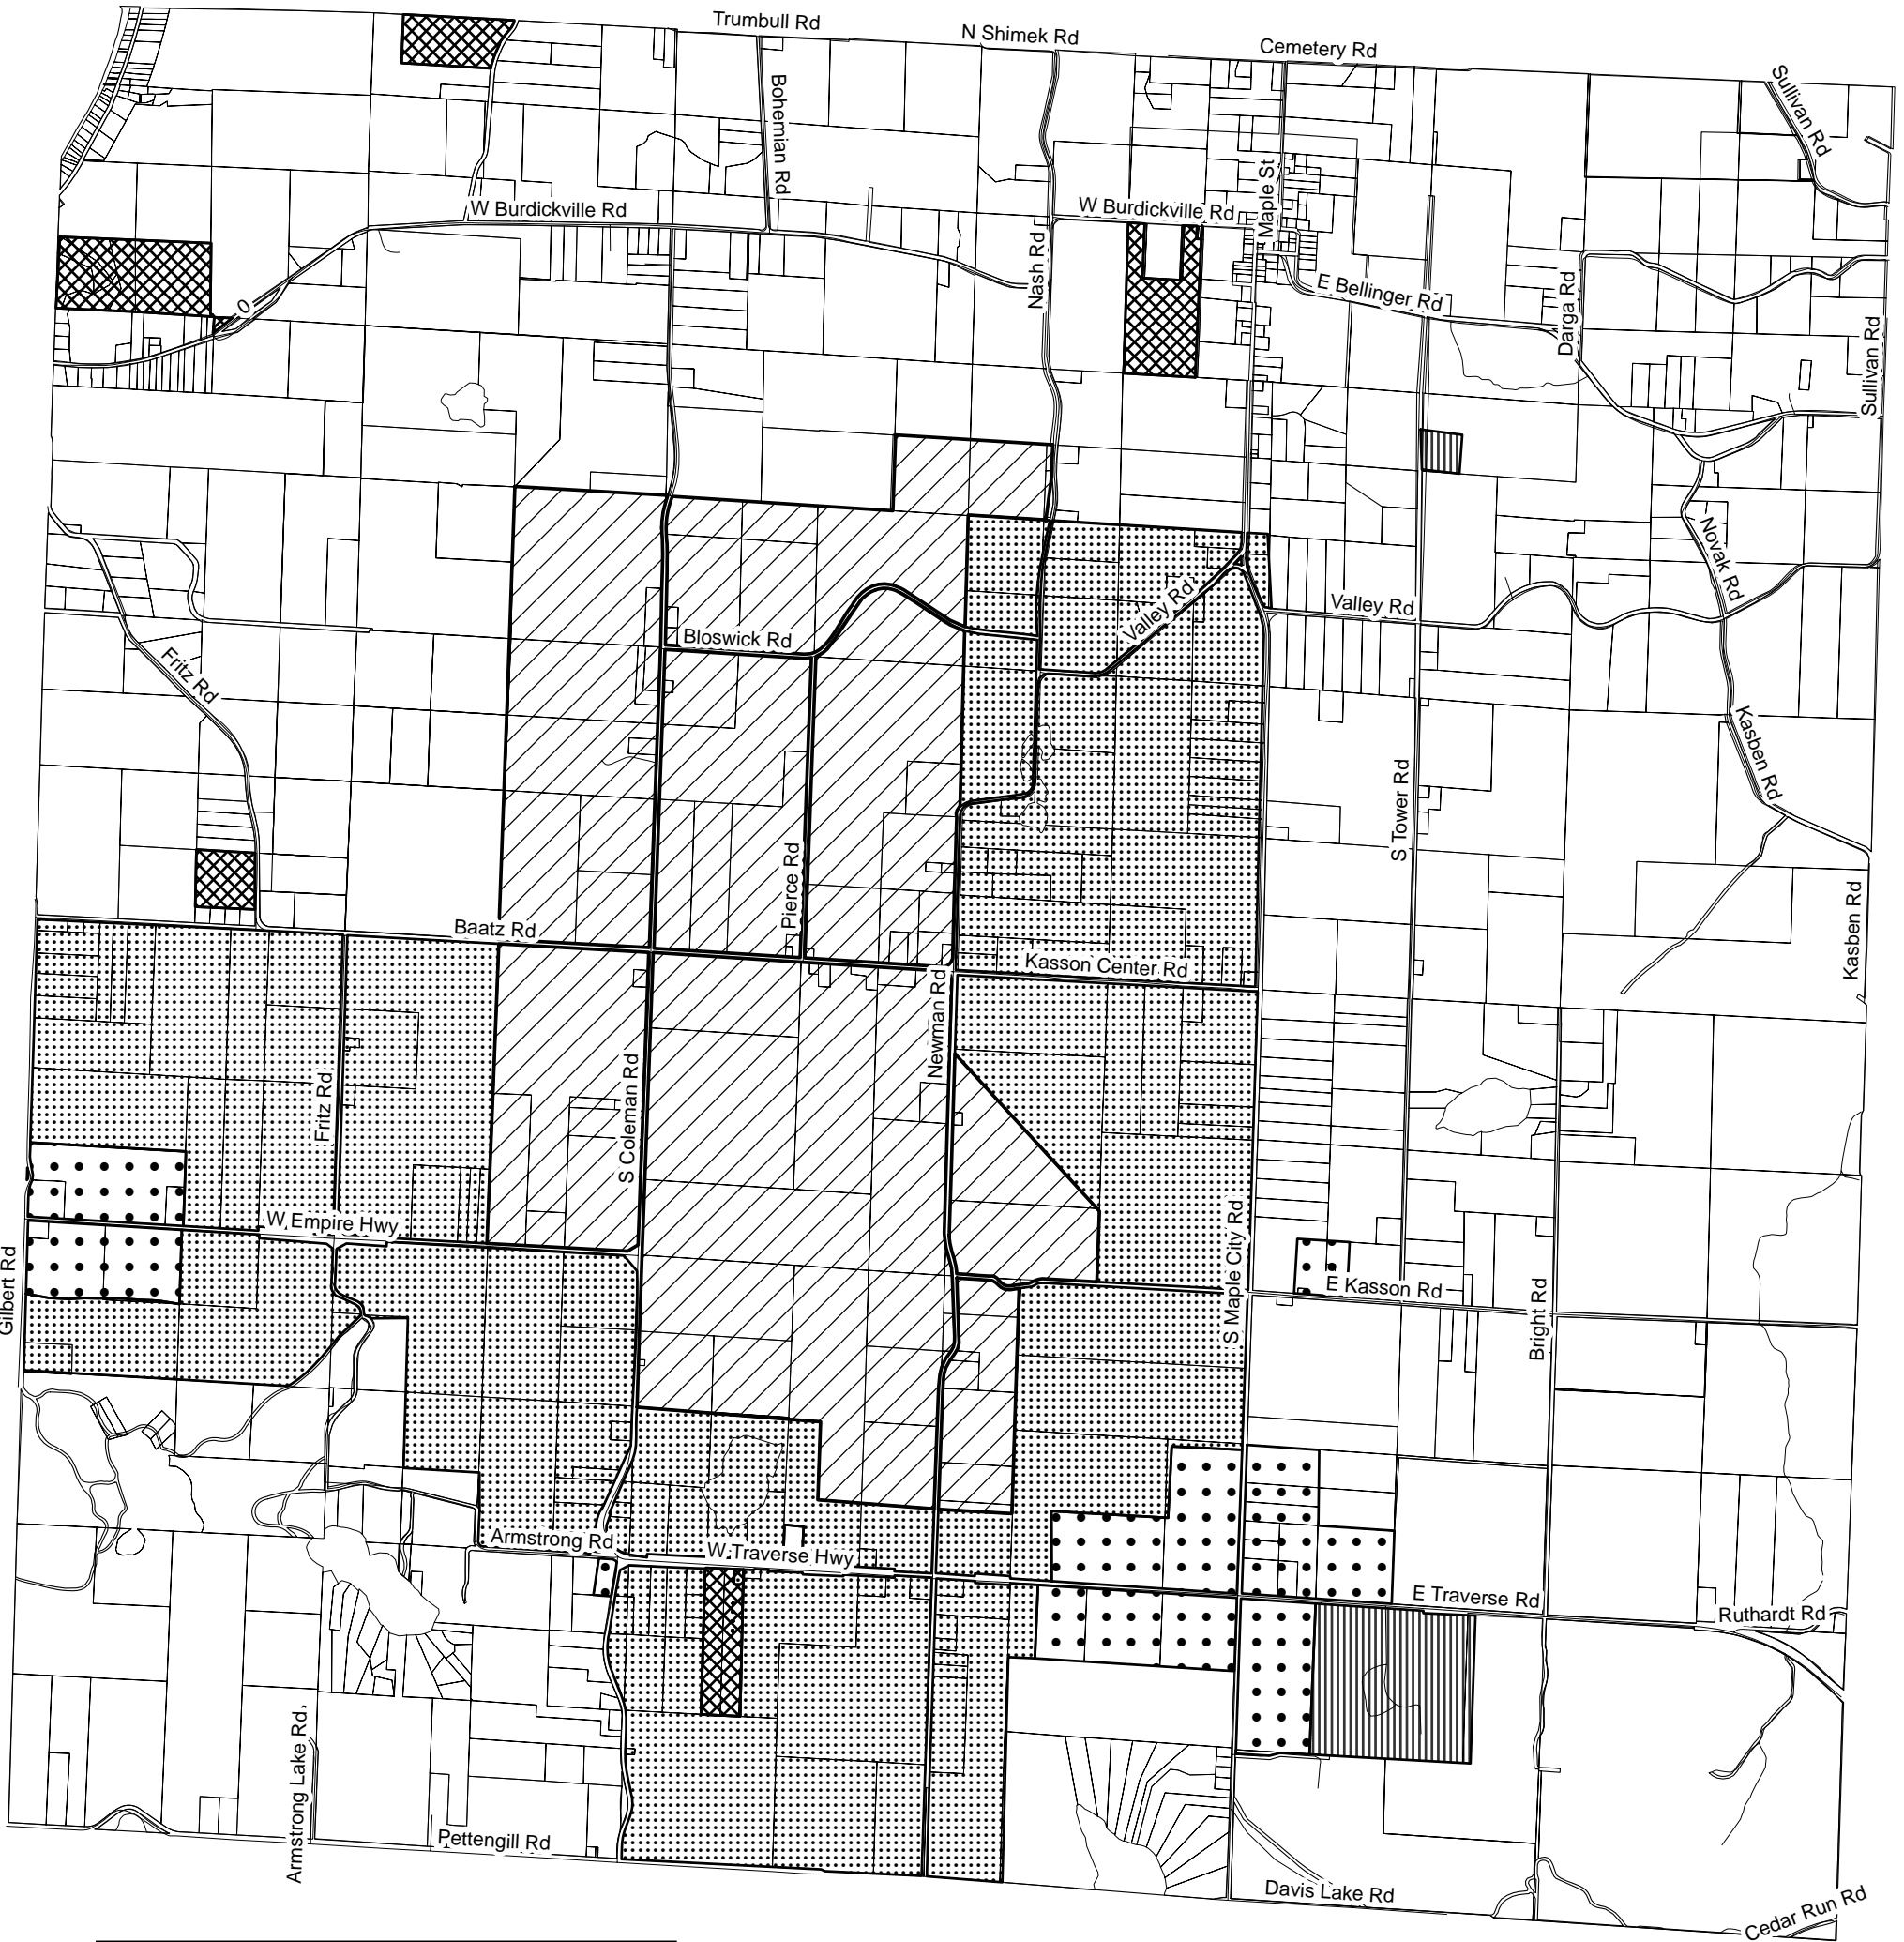 Trumbull Rd
N Shimek Rd
Cemetery Rd
Sullivan Rd
Bohemian Rd
Maple St
W Burdickville Rd
W Burdickville Rd
Nash Rd
E Bellinger Rd
Darga Rd
Sullivan Rd
0
Novak Rd
Valley Rd
Valley Rd
Bloswick Rd
Fritz Rd
Kasben Rd
S Tower Rd
Pierce Rd
Kasben Rd
Baatz Rd
Kasson Center Rd
Newman Rd
S Coleman Rd
Fritz Rd
W Empire Hwy
Gilbert Rd
S Maple City Rd
E Kasson Rd
Bright Rd
Armstrong Rd
W Traverse Hwy
E Traverse Rd
Ruthardt Rd
Armstrong Lake Rd.
Pettengill Rd
Davis Lake Rd
Cedar Run Rd